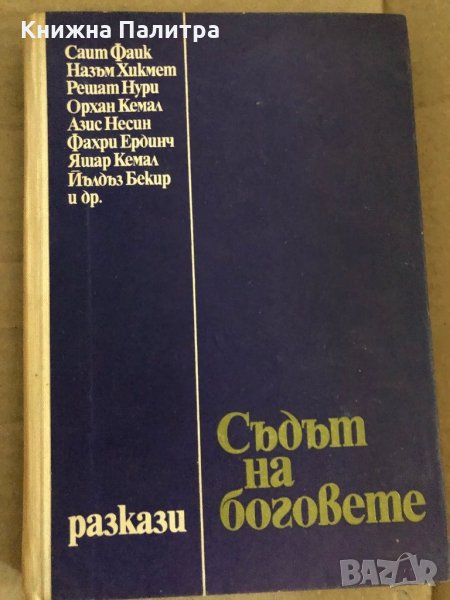 Книжна Палитра
Саит Фаик
Назъм Хикмет
Решат Нури
Орхан Кемал
Азис Несин
Фахри Ердинч
Яшар Кемал
Йълдъз Бекир
и др.
Съдът
на
боговете
разкази
BAZAR